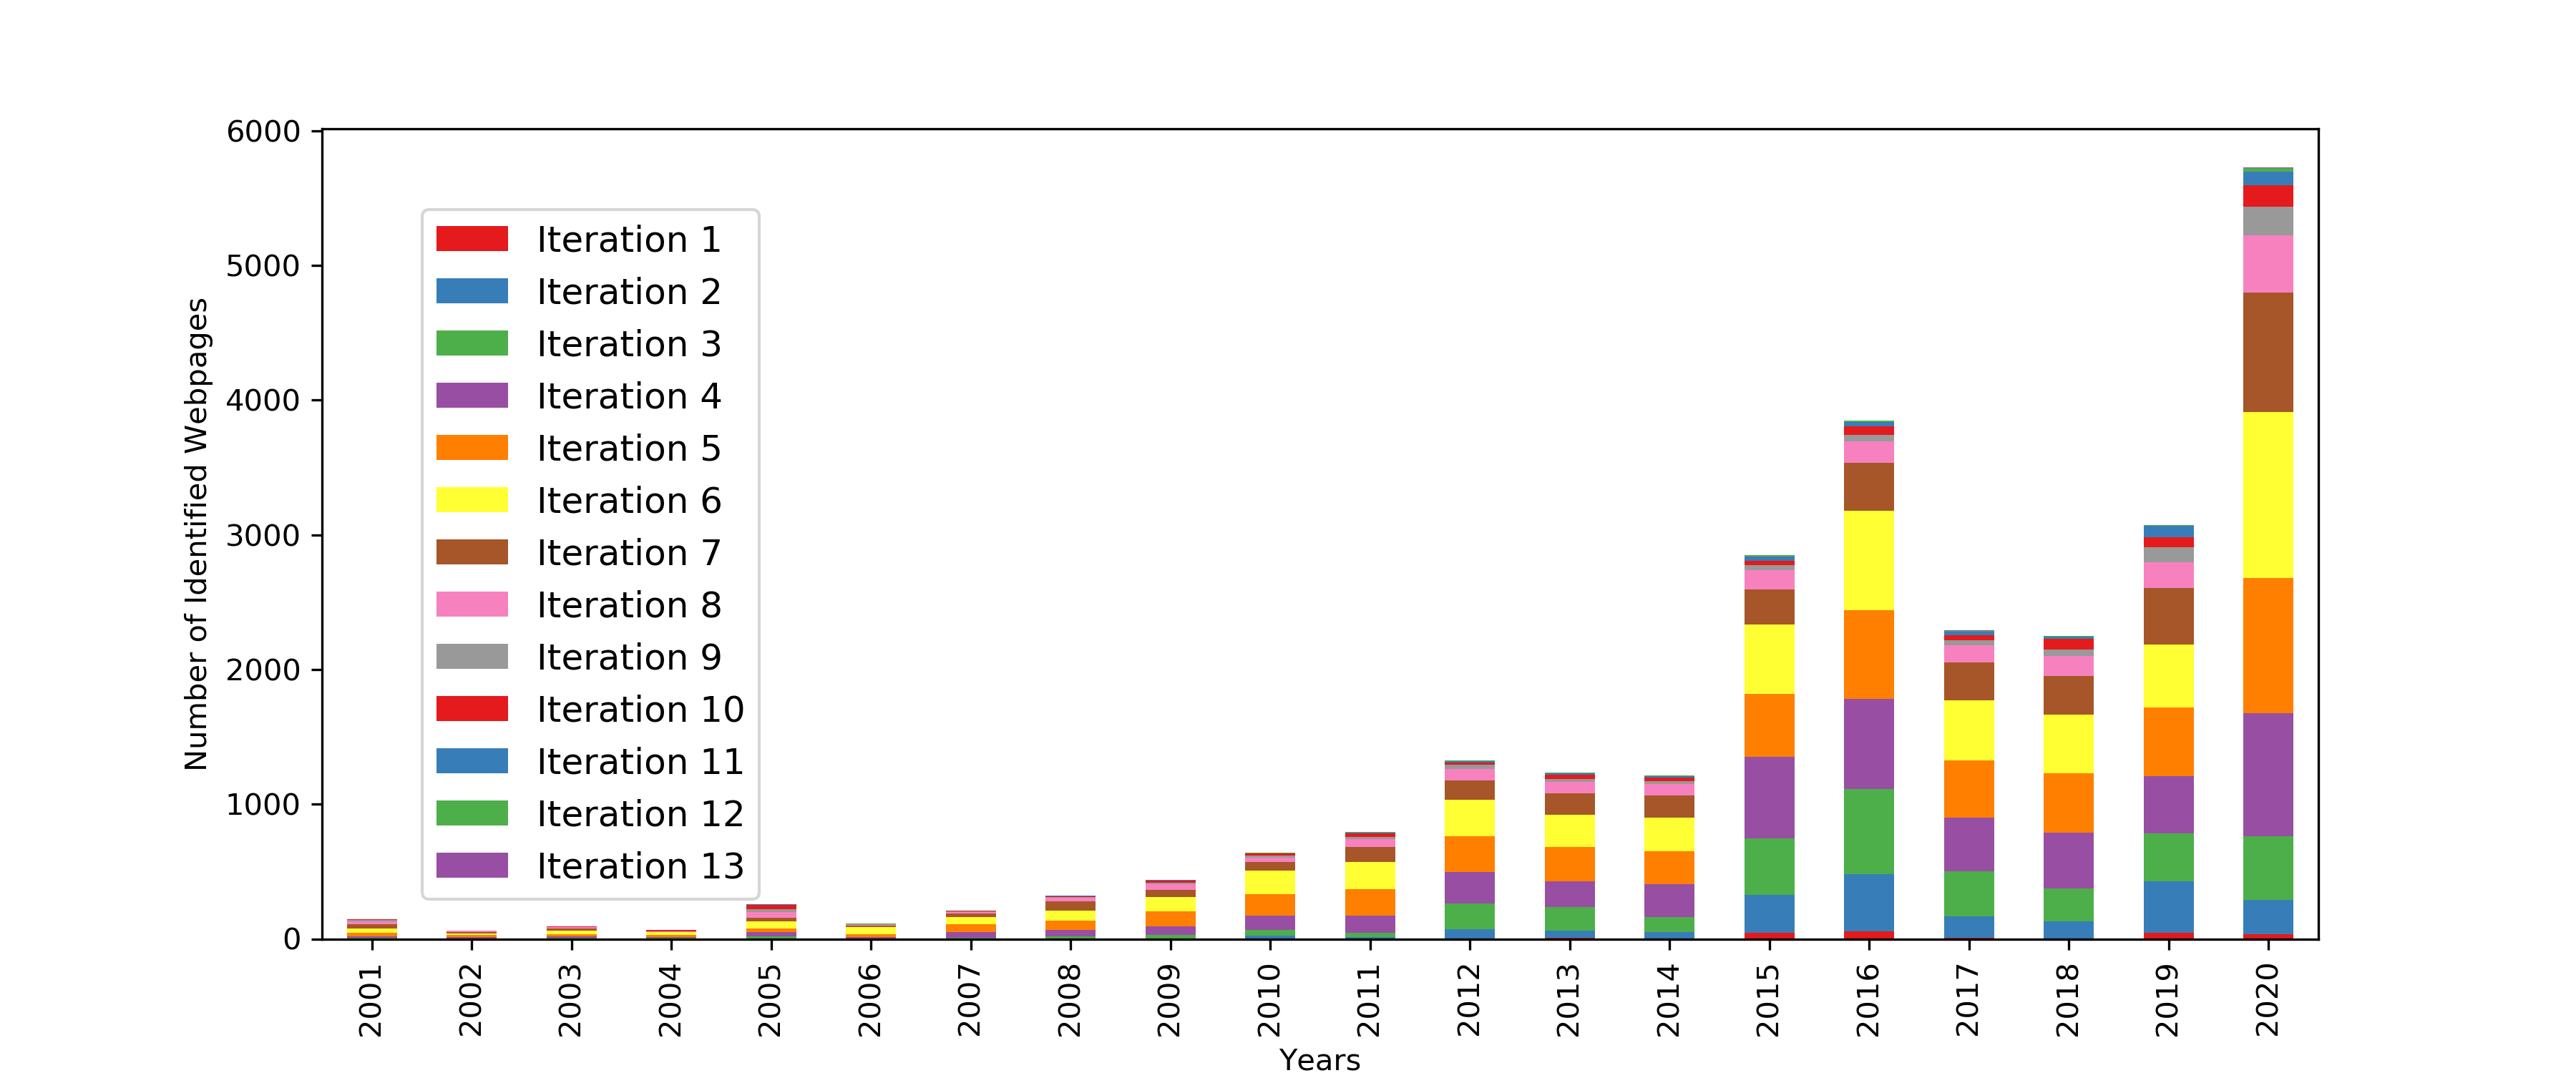 6000
5000
4000
3000
2000
1000
0
Number of Identified Webpages
Iteration 1
Iteration 2
Iteration 3
Iteration 4
Iteration 5
Iteration 6
Iteration 7
Iteration 8
Iteration 9
Iteration 10
Iteration 11
Iteration 12
Iteration 13
2001
2002
2003
2004
2005
2006
2007
2008
2009
2010
2011
2012
2013
2014
2015
2016
2017
2018
2019
2020
Years